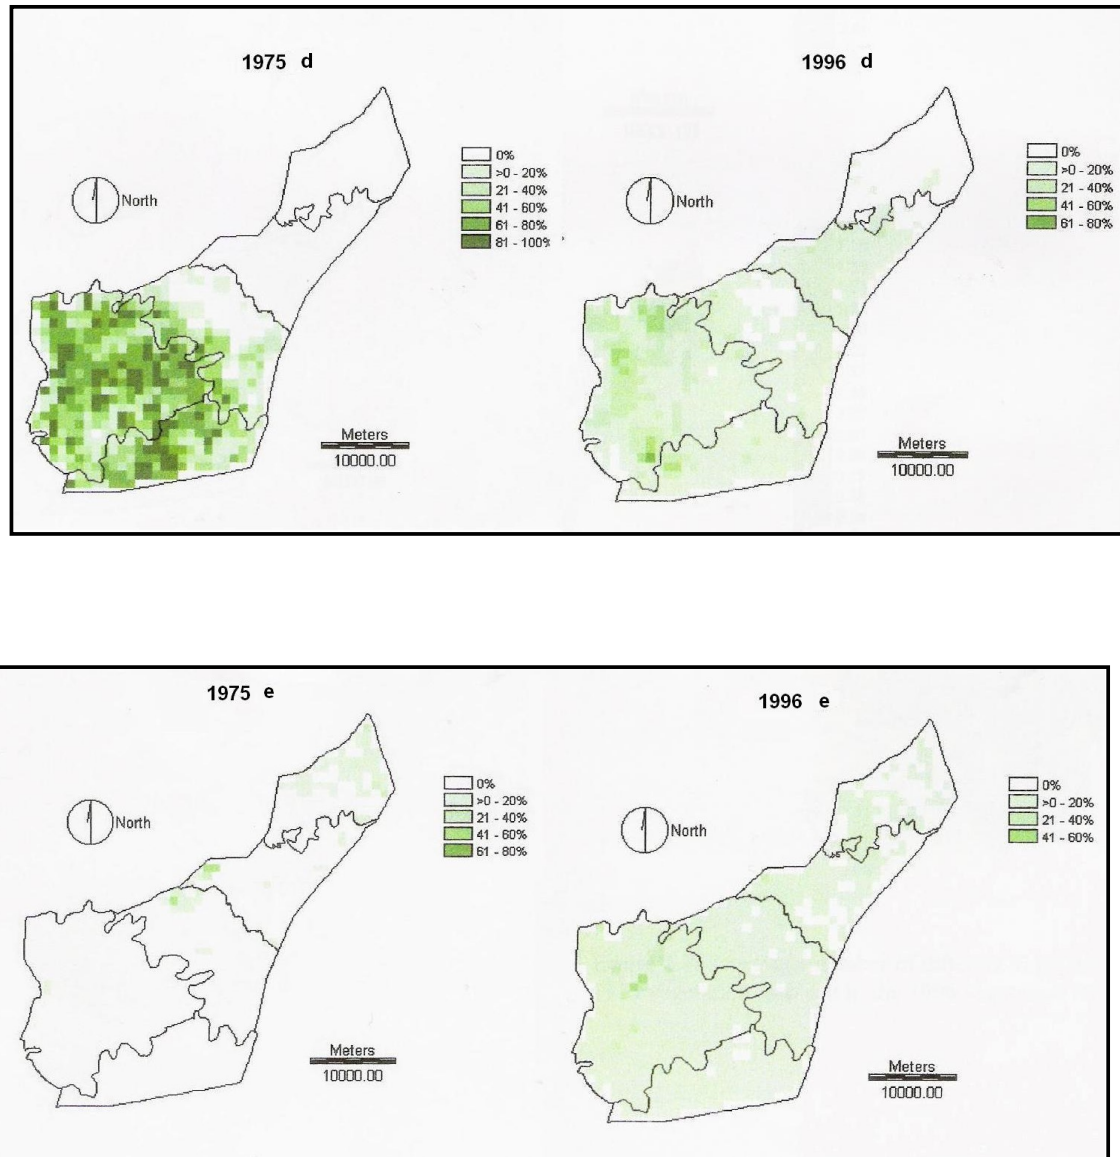 1975 d
0%
>0 - 20%
21 - 40%
41 - 60%
61 - 80%
81 - 100%
North
Meters
10000.00
1996 d
0%
>0 - 20%
21 - 40%
41 - 60%
61 - 80%
North
Meters
10000.00
1975 e
0%
>0 - 20%
21 - 40%
41 - 60%
61 - 80%
North
Meters
10000.00
1996 e
0%
>0 - 20%
21 - 40%
41 - 60%
North
Meters
10000.00